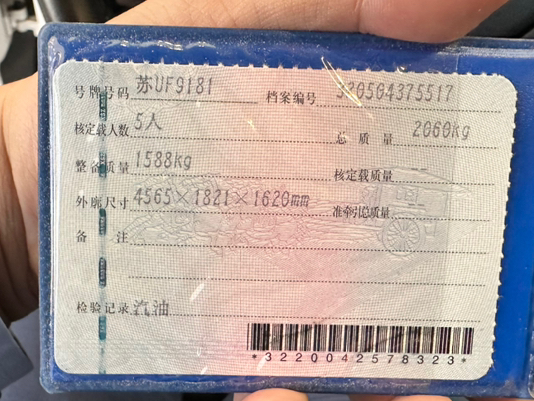 号牌号码 苏UF9181 档案编号 320504375517
核定载人数 5人 总质量 2060kg
整备质量 1588kg 核定载质量 --
外廓尺寸 4565×1821×1620mm 准牵引总质量 --
备注
检验记录 汽油
*3220042578323*